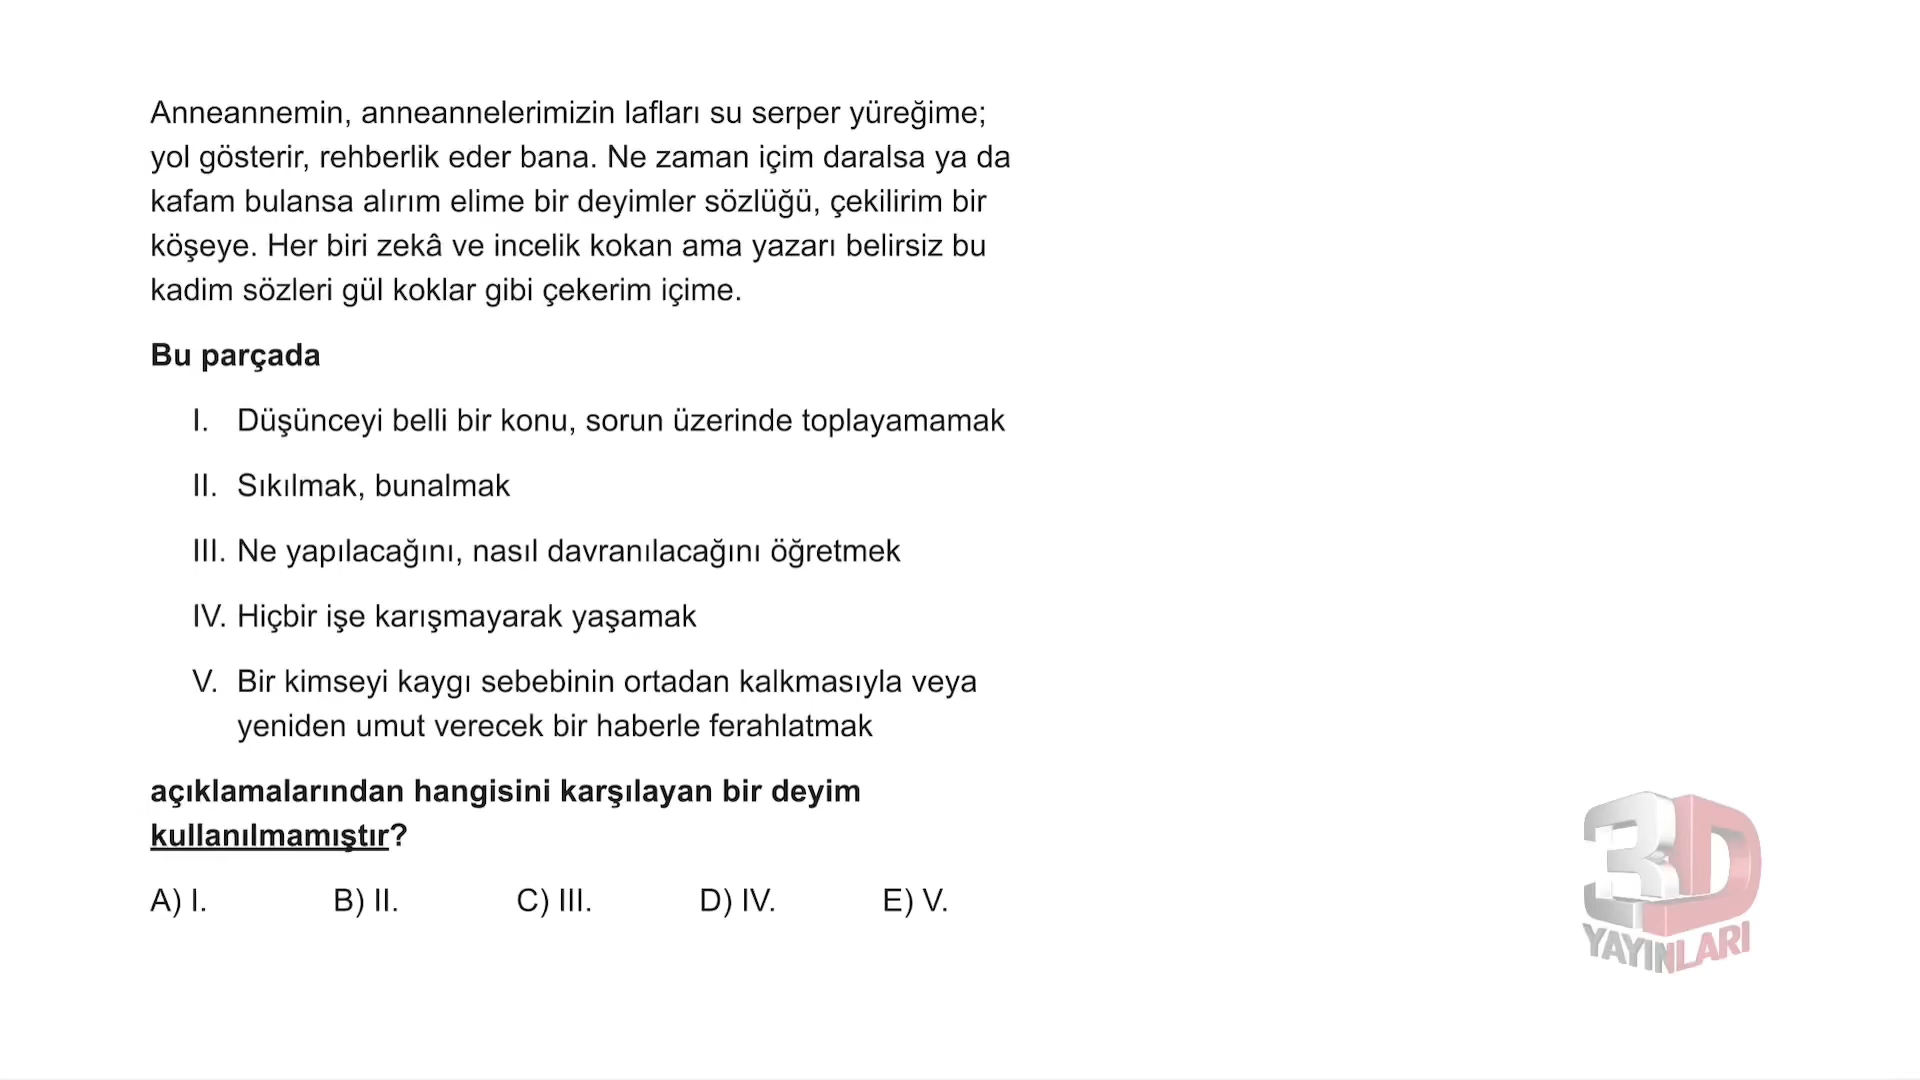 Anneannemin, anneannelerimizin lafları su serper yüreğime;
yol gösterir, rehberlik eder bana. Ne zaman içim daralsa ya da
kafam bulansa alırım elime bir deyimler sözlüğü, çekilirim bir
köşeye. Her biri zekâ ve incelik kokan ama yazarı belirsiz bu
kadim sözleri gül koklar gibi çekerim içime.
Bu parçada
I. Düşünceyi belli bir konu, sorun üzerinde toplayamamak
II. Sıkılmak, bunalmak
III. Ne yapılacağını, nasıl davranılacağını öğretmek
IV. Hiçbir işe karışmayarak yaşamak
V. Bir kimseyi kaygı sebebinin ortadan kalkmasıyla veya
yeniden umut verecek bir haberle ferahlatmak
açıklamalarından hangisini karşılayan bir deyim
kullanılmamıştır?
A) I. B) II. C) III. D) IV. E) V.
3D
YAYINLARI